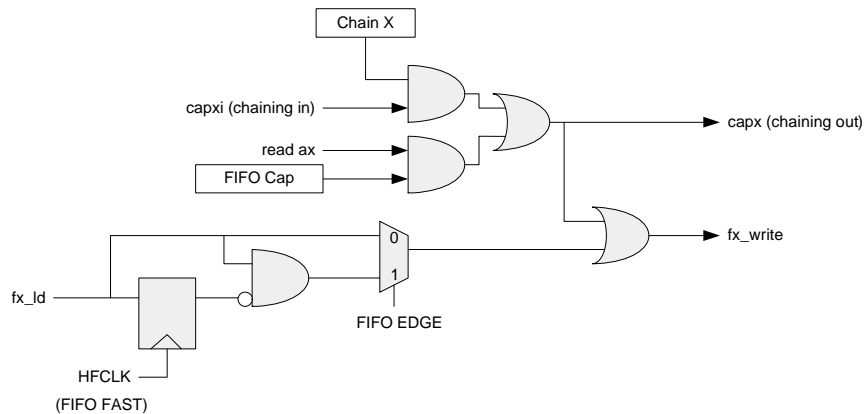 Chain X
capxi (chaining in)
capx (chaining out)
read ax
FIFO Cap
fx_write
0
1
fx_ld
FIFO EDGE
HFCLK
(FIFO FAST)